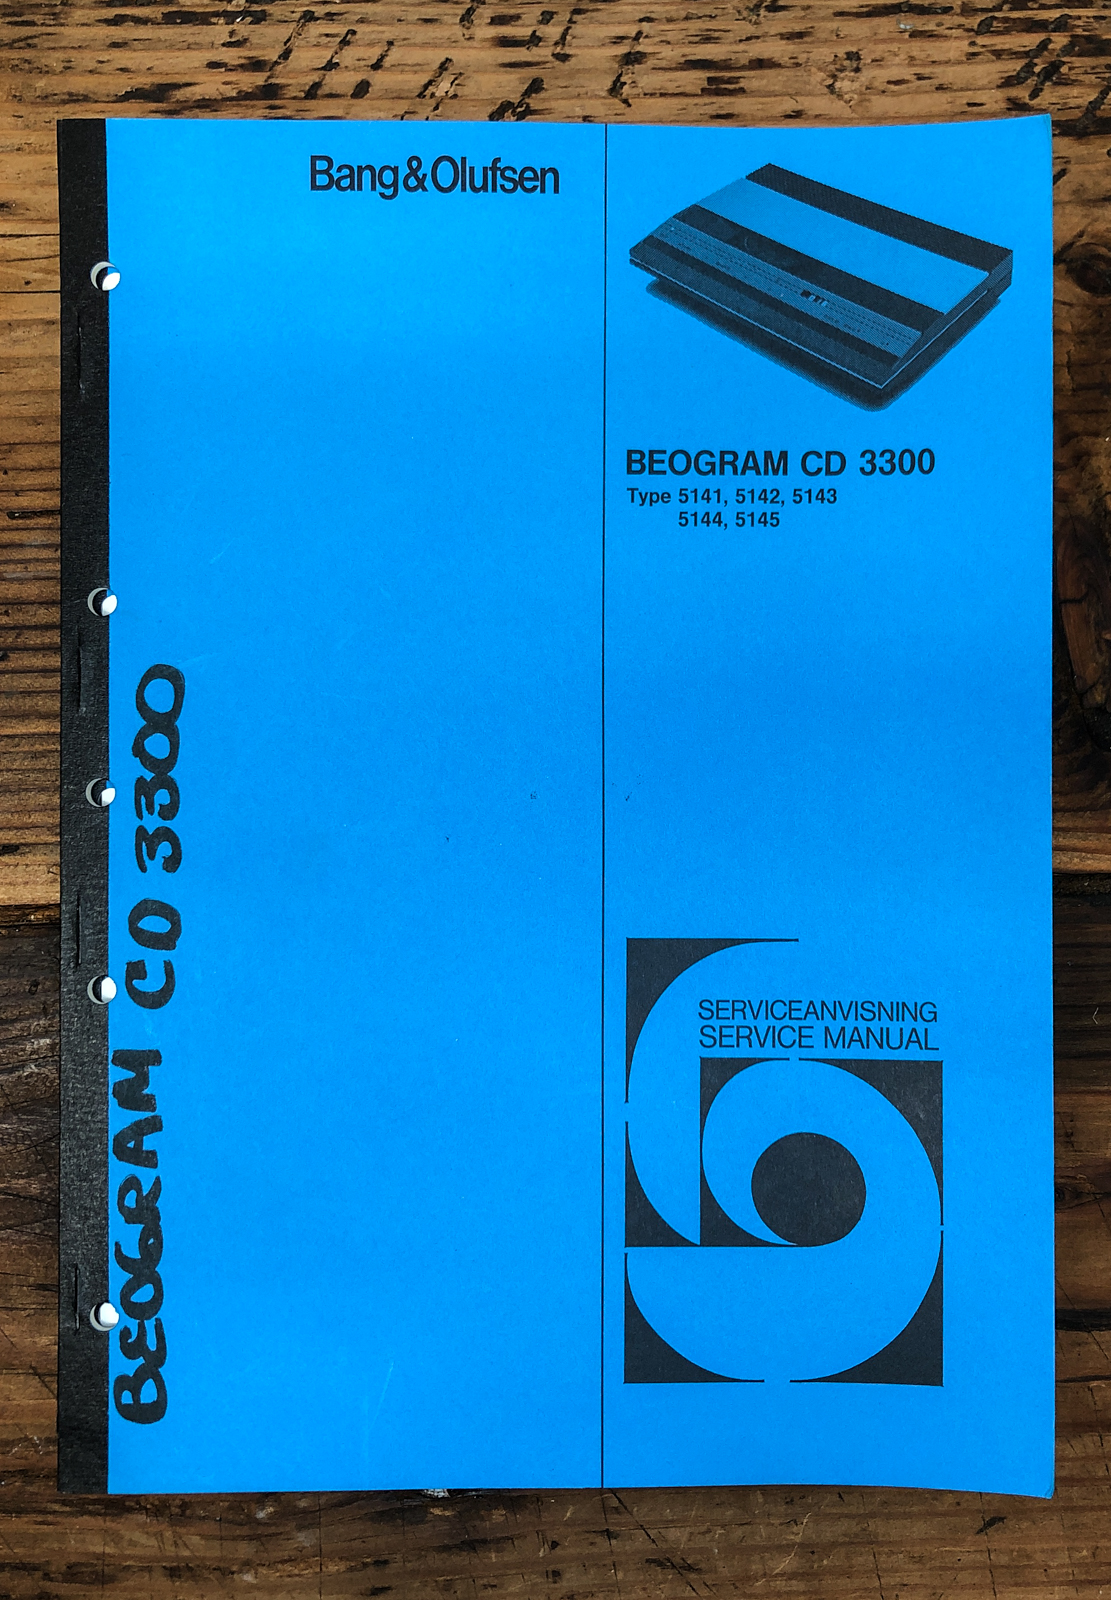 Bang&Olufsen
BEOGRAM CD 3300
Type 5141, 5142, 5143
5144, 5145
SERVICEANVISNING
SERVICE MANUAL
BEOGRAM CD 3300